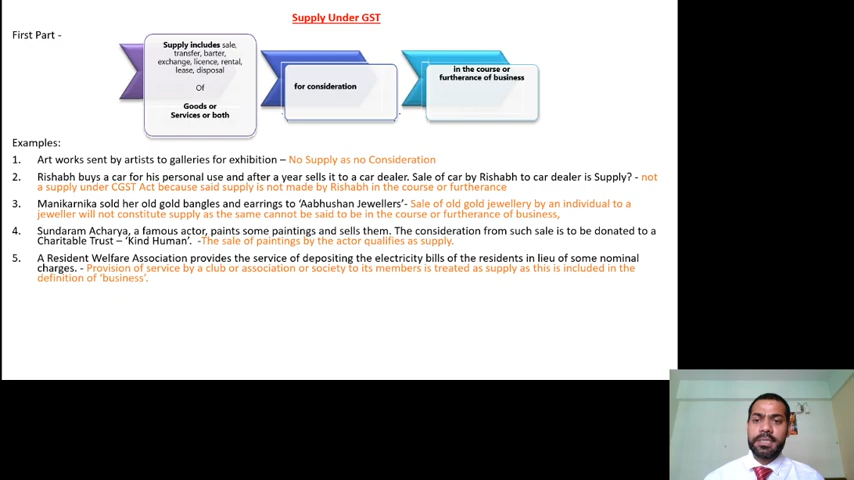 Supply Under GST
First Part -
Supply includes sale,
transfer, barter,
exchange, licence, rental,
lease, disposal
Of
Goods or
Services or both
for consideration
in the course or
furtherance of business
Examples:
1. Art works sent by artists to galleries for exhibition – No Supply as no Consideration
2. Rishabh buys a car for his personal use and after a year sells it to a car dealer. Sale of car by Rishabh to car dealer is Supply? - not
a supply under CGST Act because said supply is not made by Rishabh in the course or furtherance
3. Manikarnika sold her old gold bangles and earrings to ‘Aabhushan Jewellers’- Sale of old gold jewellery by an individual to a
jeweller will not constitute supply as the same cannot be said to be in the course or furtherance of business,
4. Sundaram Acharya, a famous actor, paints some paintings and sells them. The consideration from such sale is to be donated to a
Charitable Trust – ‘Kind Human’. -The sale of paintings by the actor qualifies as supply.
5. A Resident Welfare Association provides the service of depositing the electricity bills of the residents in lieu of some nominal
charges. - Provision of service by a club or association or society to its members is treated as supply as this is included in the
definition of ‘business’.